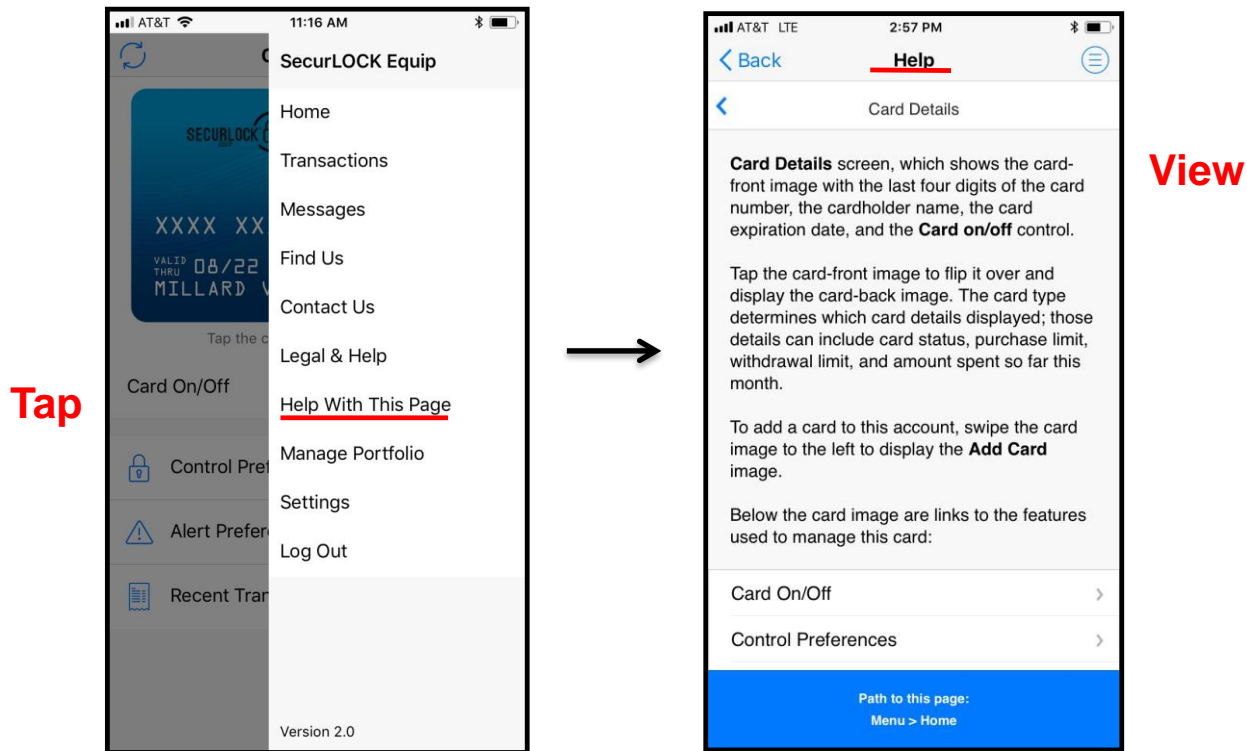 Tap
AT&T 11:16 AM
SecurLOCK Equip
Home
Transactions
Messages
Find Us
Contact Us
Legal & Help
Help With This Page
Manage Portfolio
Settings
Log Out
Version 2.0
SECURLOCK
XXXX XX
VALID
THRU 08/22
MILLARD
Tap the
Card On/Off
Control Pref
Alert Prefer
Recent Tran
AT&T LTE 2:57 PM
Back Help
Card Details
Card Details screen, which shows the card-
front image with the last four digits of the card
number, the cardholder name, the card
expiration date, and the Card on/off control.
Tap the card-front image to flip it over and
display the card-back image. The card type
determines which card details displayed; those
details can include card status, purchase limit,
withdrawal limit, and amount spent so far this
month.
To add a card to this account, swipe the card
image to the left to display the Add Card
image.
Below the card image are links to the features
used to manage this card:
Card On/Off
Control Preferences
Path to this page:
Menu > Home
View